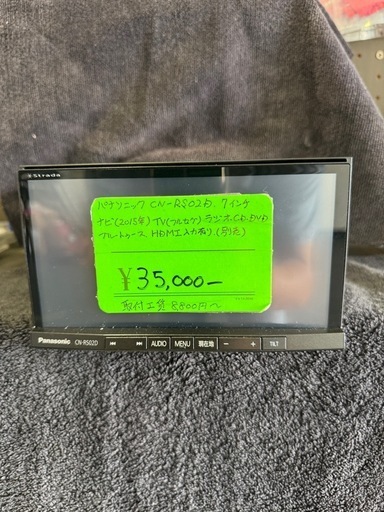 Strada
パナソニック CN-RS02D 7インチ
ナビ(2015年) TV(フルセグ) ラジオ.CD.DVD
ブルートゥース HDMI入力有り.(別売)
¥35,000-
取付工賃 8800円～
Panasonic CN-RS02D ⏮ ⏭ AUDIO MENU 現在地 - + TILT